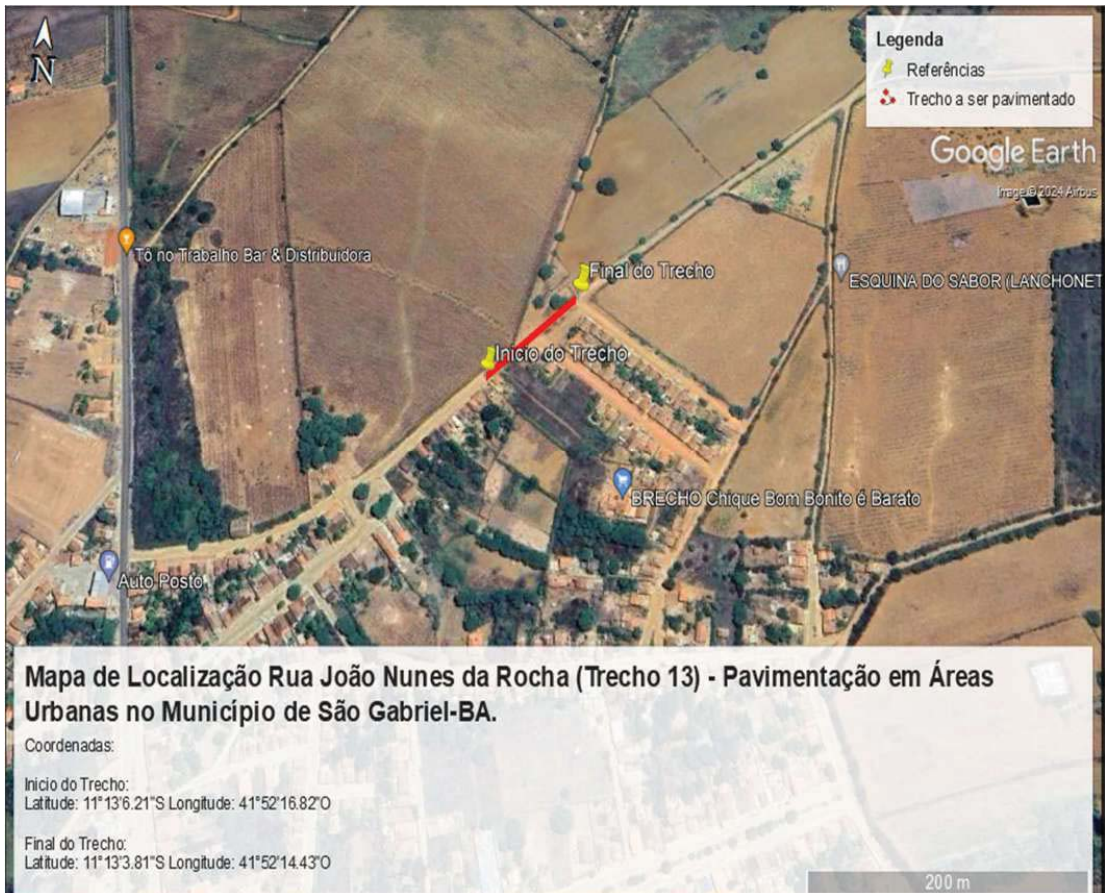 N
Legenda
Referências
Trecho a ser pavimentado
Google Earth
Image © 2024 Airbus
Tô no Trabalho Bar & Distribuidora
Final do Trecho
ESQUINA DO SABOR (LANCHONET
Inicio do Trecho
BRECHO Chique Bom Bonito é Barato
Auto Posto
Mapa de Localização Rua João Nunes da Rocha (Trecho 13) - Pavimentação em Áreas
Urbanas no Município de São Gabriel-BA.
Coordenadas:
Inicio do Trecho:
Latitude: 11°13'6.21"S Longitude: 41°52'16.82"O
Final do Trecho:
Latitude: 11°13'3.81"S Longitude: 41°52'14.43"O
200 m